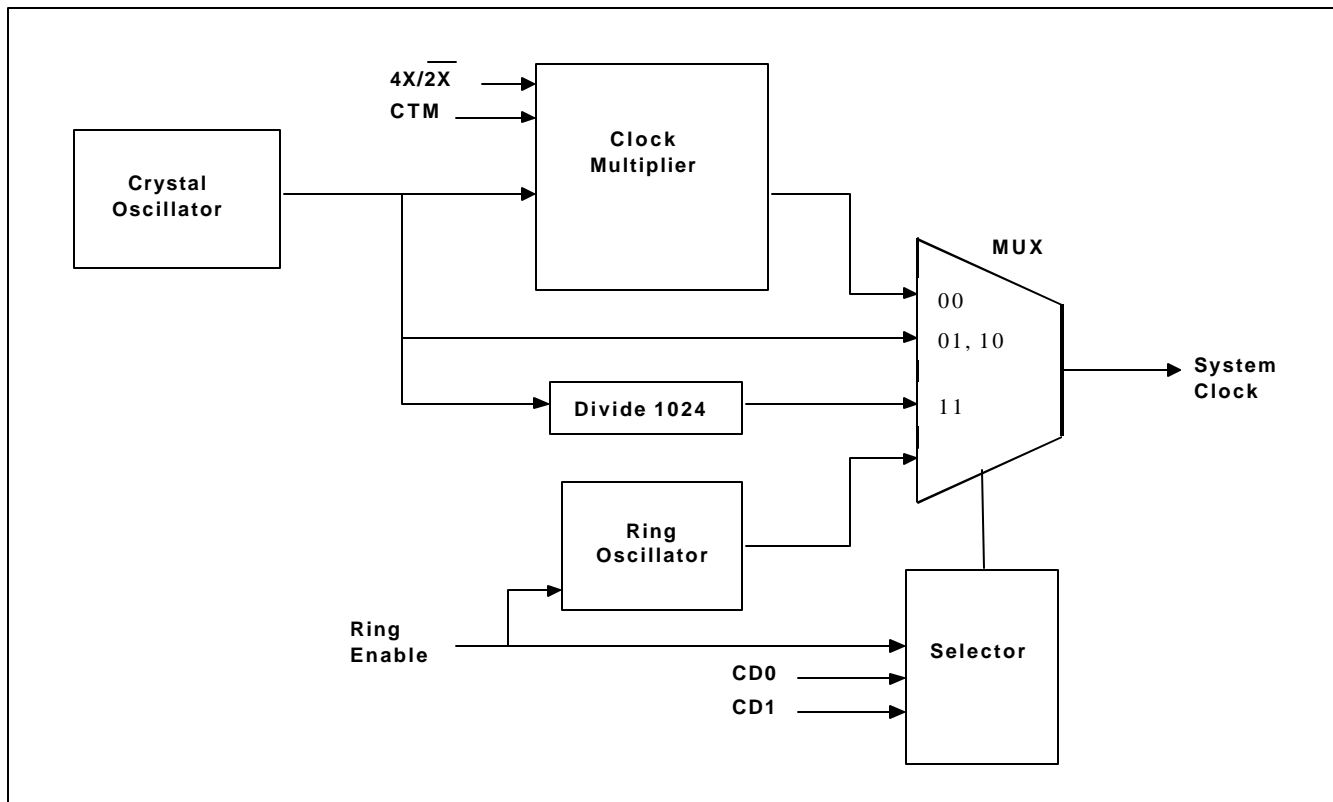 4X/2X
CTM
Clock
Multiplier
Crystal
Oscillator
MUX
00
01, 10
System
Clock
11
Divide 1024
Ring
Oscillator
Ring
Enable
Selector
CD0
CD1